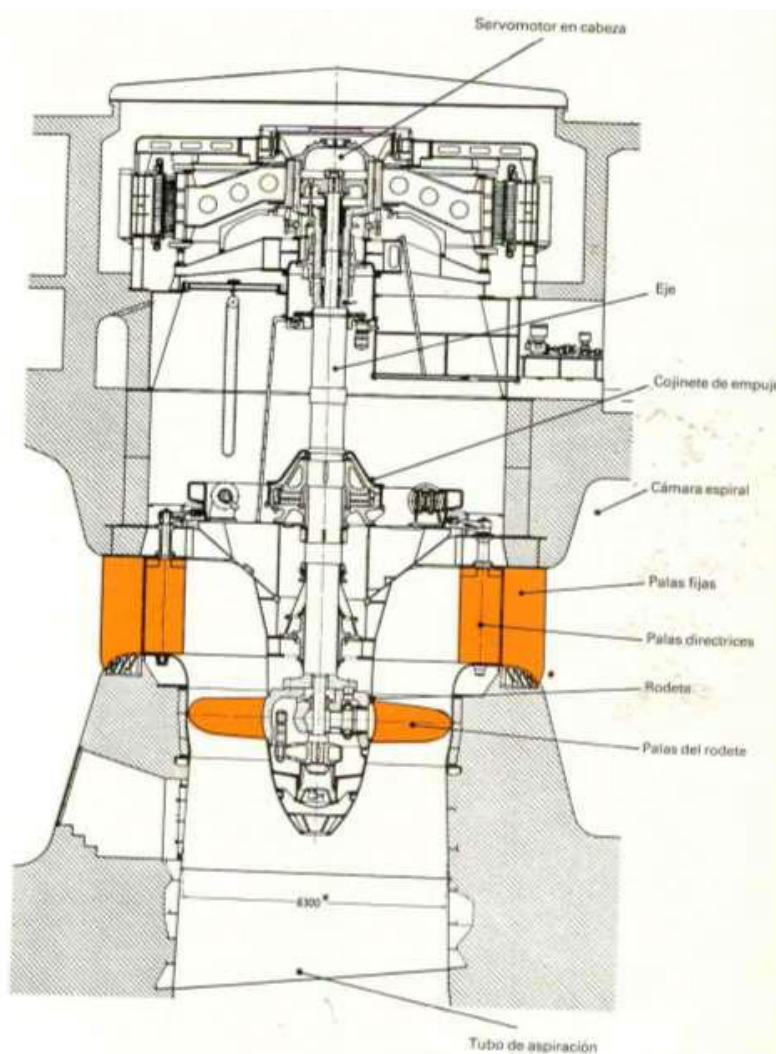 Servomotor en cabeza
Eje
Cojinete de empuje
Cámara espiral
Palas fijas
Palas directrices
Rodete
Palas del rodete
6300
Tubo de aspiración